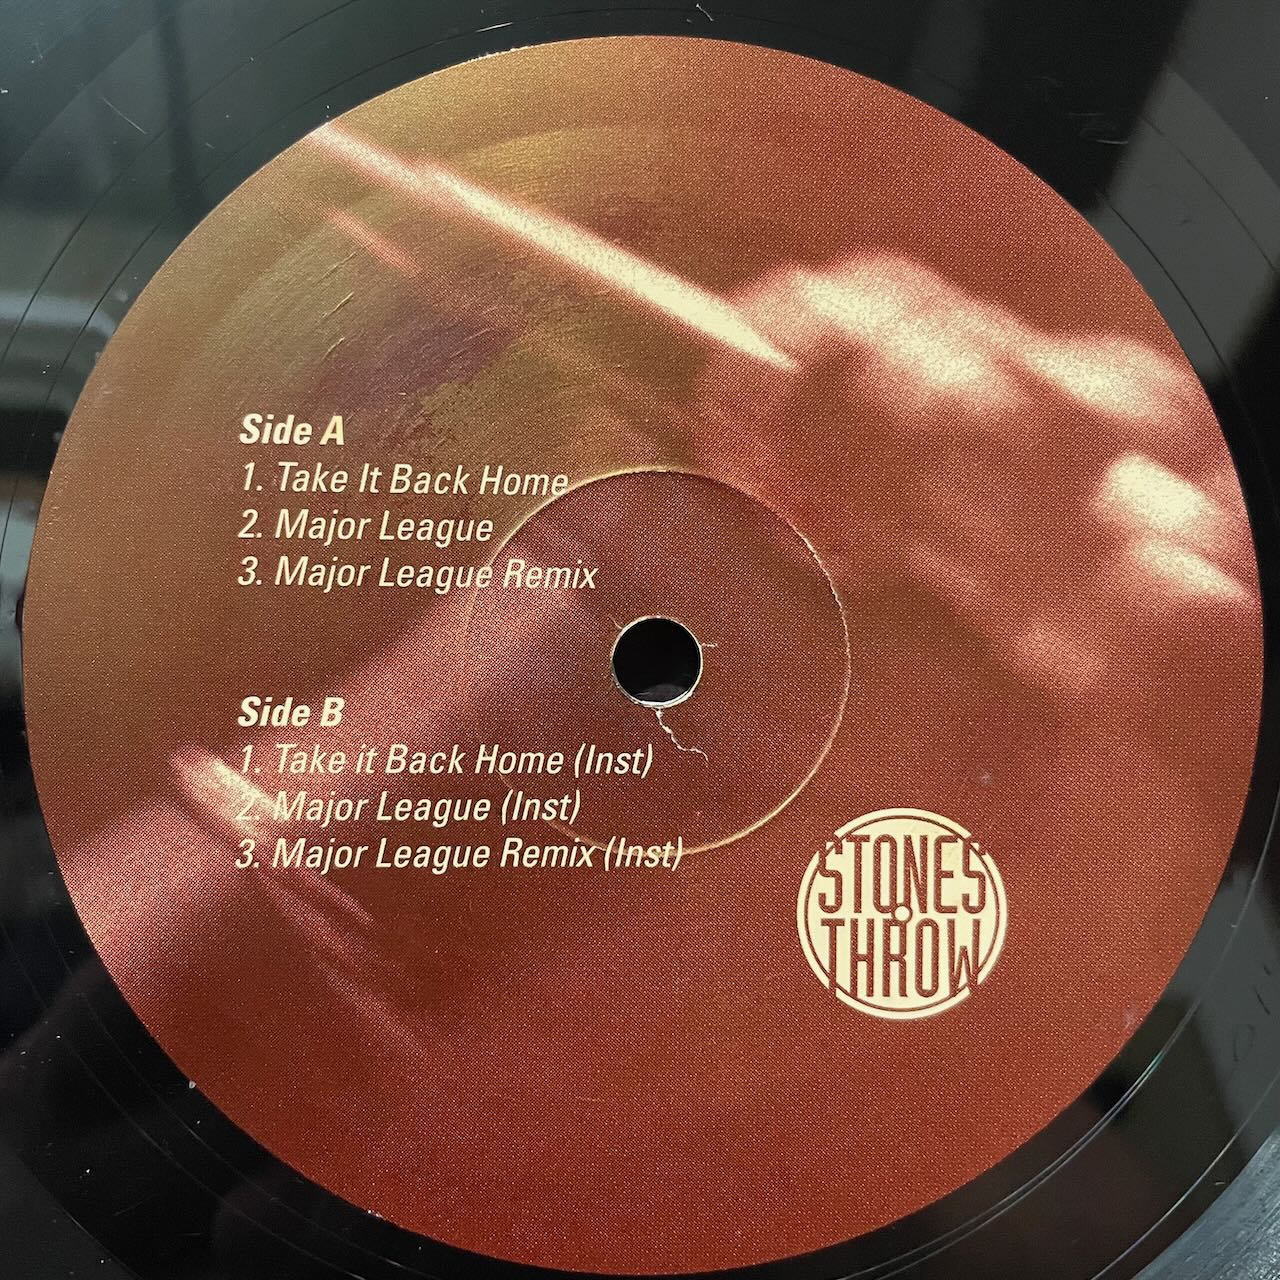 Side A
1. Take It Back Home
2. Major League
3. Major League Remix
Side B
1. Take it Back Home (Inst)
2. Major League (Inst)
3. Major League Remix (Inst)
STONES
THROW